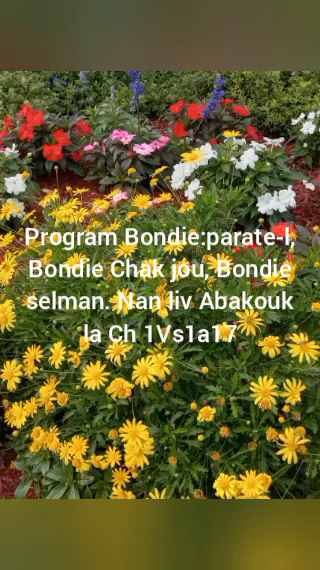 Program Bondie:parate-l,
Bondie Chak jou, Bondie
selman. Nan liv Abakouk
la Ch 1Vs1a17